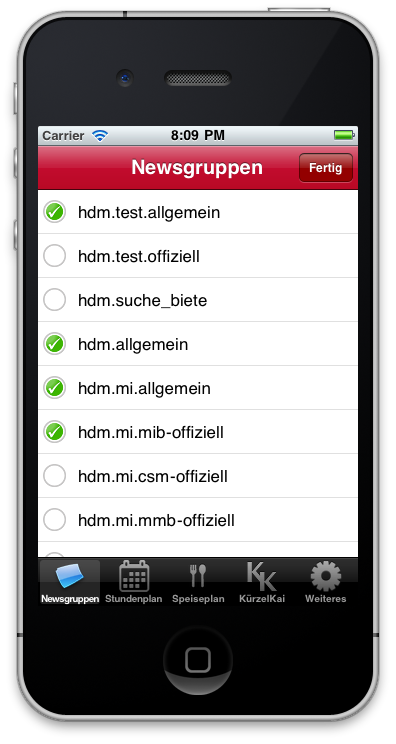 Carrier 8:09 PM
Newsgruppen Fertig
hdm.test.allgemein
hdm.test.offiziell
hdm.suche_biete
hdm.allgemein
hdm.mi.allgemein
hdm.mi.mib-offiziell
hdm.mi.csm-offiziell
hdm.mi.mmb-offiziell
KK
Newsgruppen Stundenplan Speiseplan KürzelKai Weiteres